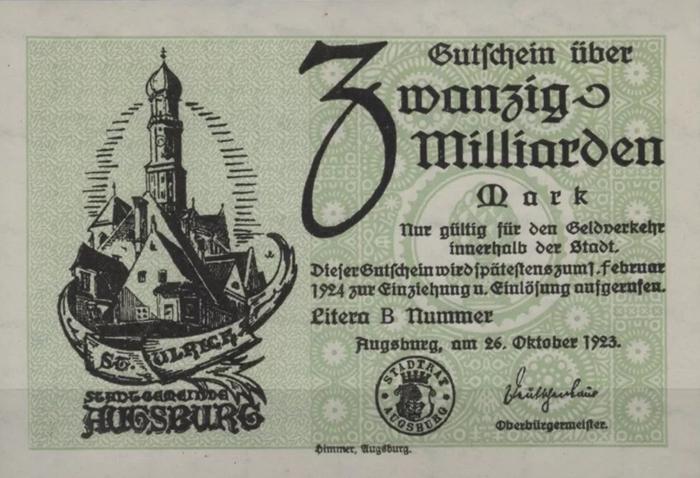 Gutschein über
Zwanzig
Milliarden
Mark
Nur gültig für den Geldverkehr
innerhalb der Stadt.
Dieser Gutschein wird spätestens zum 1. Februar
1924 zur Einziehung u. Einlösung aufgerufen.
Litera B Nummer
Augsburg, am 26. Oktober 1923.
ST. ULRICH
STADTGEMEINDE
AUGSBURG
STADTRAT
AUGSBURG
Oberbürgermeister.
Himmer, Augsburg.